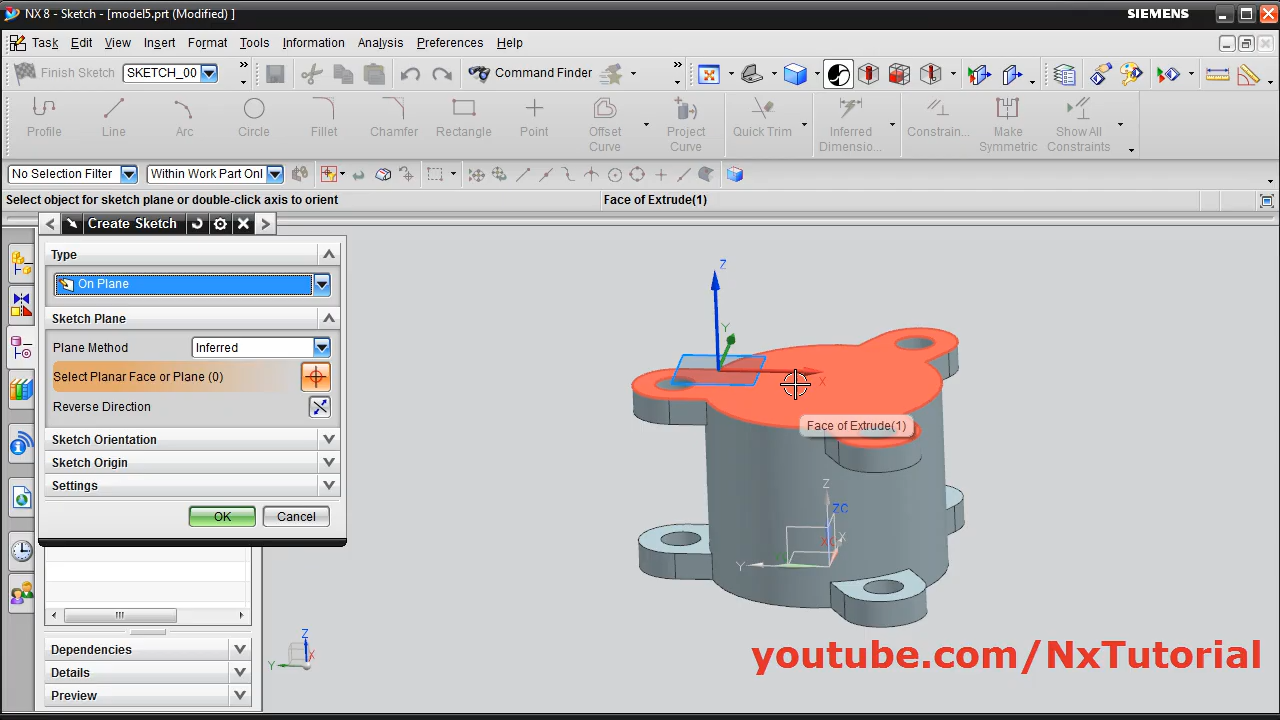 NX 8 - Sketch - [model5.prt (Modified) ]
SIEMENS
Task Edit View Insert Format Tools Information Analysis Preferences Help
Finish Sketch SKETCH_00 Command Finder
Profile Line Arc Circle Fillet Chamfer Rectangle Point Offset Curve Project Curve Quick Trim Inferred Dimensio... Constrain... Make Symmetric Show All Constraints
No Selection Filter Within Work Part Onl
Select object for sketch plane or double-click axis to orient Face of Extrude(1)
Create Sketch
Type
On Plane
Sketch Plane
Plane Method Inferred
Select Planar Face or Plane (0)
Reverse Direction
Sketch Orientation
Sketch Origin
Settings
OK Cancel
Dependencies
Details
Preview
Z
Y
X
Face of Extrude(1)
Z
ZC
X
Y
Z
X
Y
youtube.com/NxTutorial